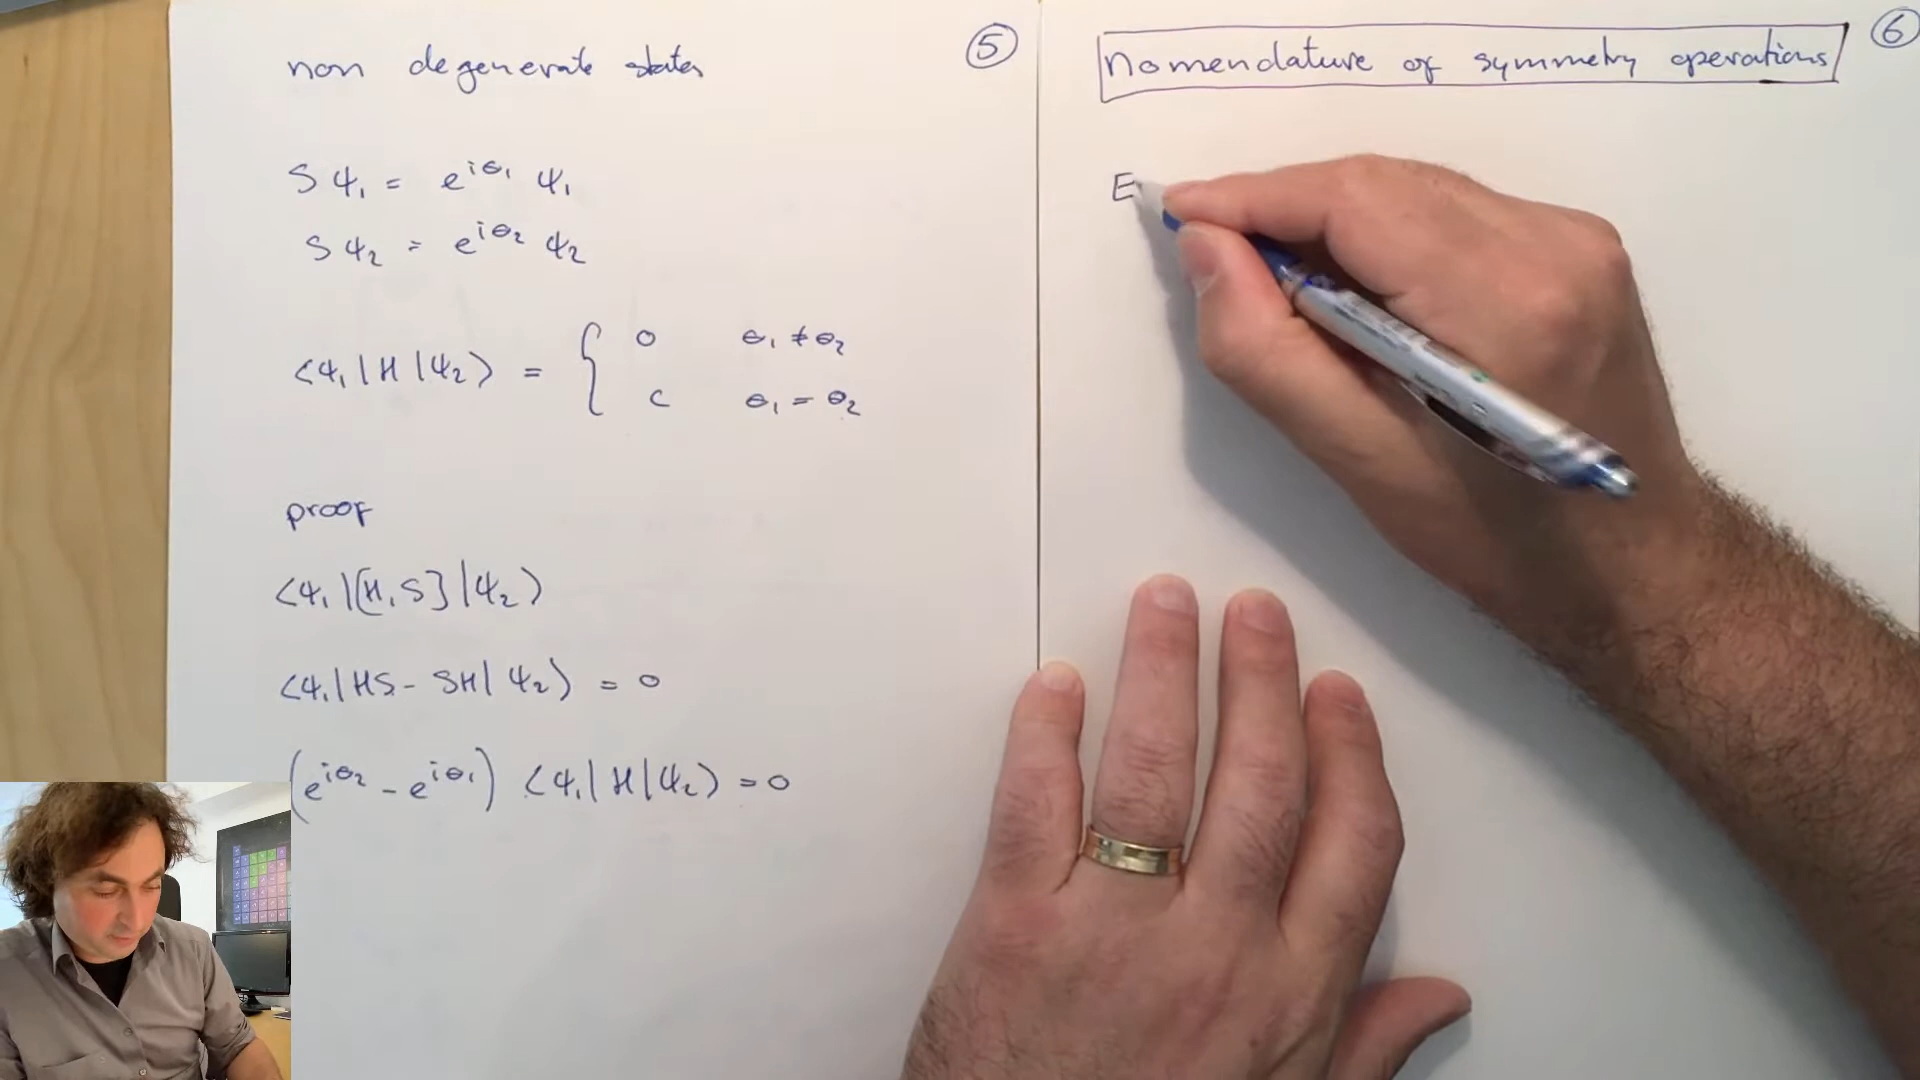 non degenerate states
5
S ψ₁ = e^{iθ₁} ψ₁
S ψ₂ = e^{iθ₂} ψ₂
⟨ψ₁|H|ψ₂⟩ = { 0 θ₁ ≠ θ₂
c θ₁ = θ₂
proof
⟨ψ₁|[H,S]|ψ₂⟩
⟨ψ₁|HS - SH|ψ₂⟩ = 0
(e^{iθ₂} - e^{iθ₁}) ⟨ψ₁|H|ψ₂⟩ = 0
nomenclature of symmetry operations
6
E